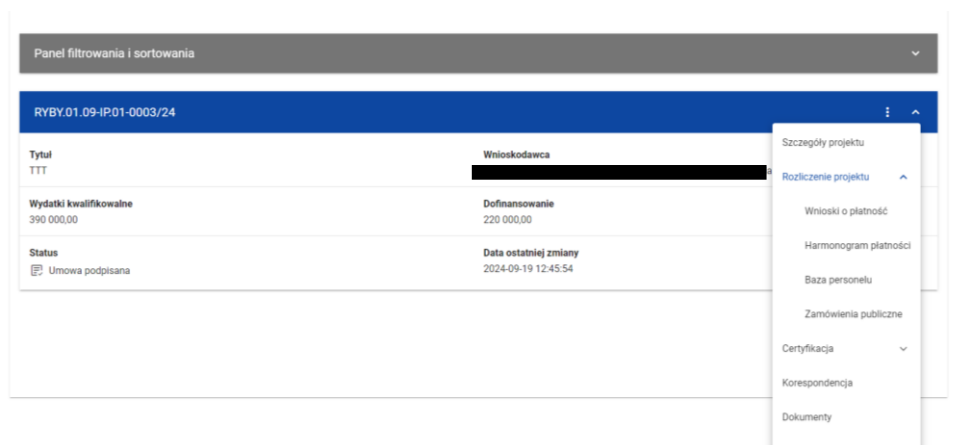 Panel filtrowania i sortowania
RYBY.01.09-IP.01-0003/24
Tytuł
TTT
Wnioskodawca
a
Wydatki kwalifikowalne
390 000,00
Dofinansowanie
220 000,00
Status
Umowa podpisana
Data ostatniej zmiany
2024-09-19 12:45:54
Szczegóły projektu
Rozliczenie projektu
Wnioski o płatność
Harmonogram płatności
Baza personelu
Zamówienia publiczne
Certyfikacja
Korespondencja
Dokumenty